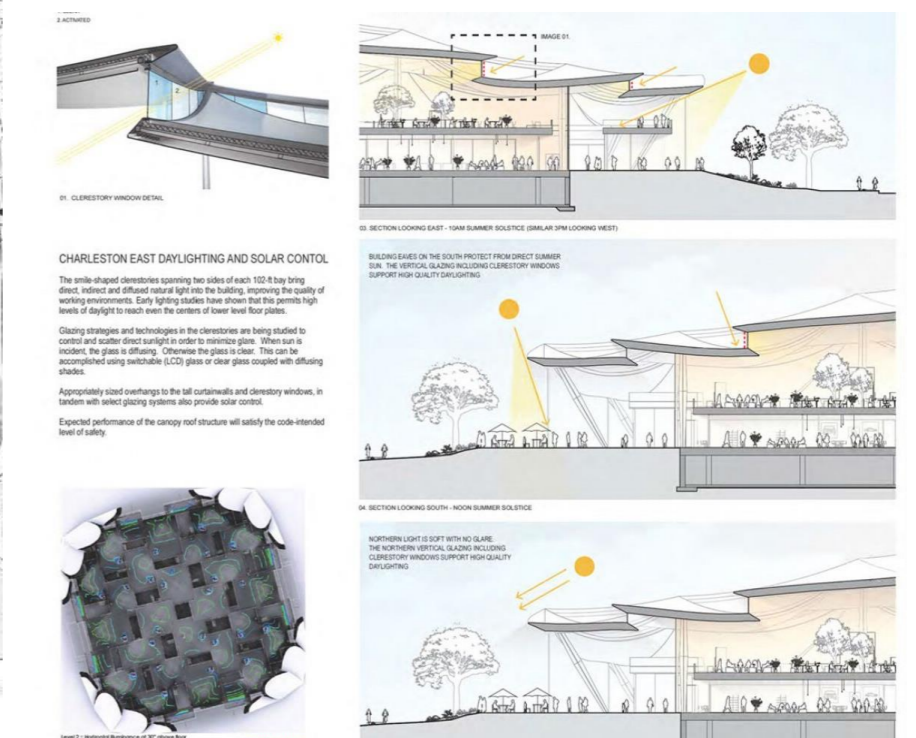 2. ACTIVATED
1
2
01. CLERESTORY WINDOW DETAIL
CHARLESTON EAST DAYLIGHTING AND SOLAR CONTOL
The smile-shaped clerestories spanning two sides of each 102-ft bay bring
direct, indirect and diffused natural light into the building, improving the quality of
working environments. Early lighting studies have shown that this permits high
levels of daylight to reach even the centers of lower level floor plates.
Glazing strategies and technologies in the clerestories are being studied to
control and scatter direct sunlight in order to minimize glare. When sun is
incident, the glass is diffusing. Otherwise the glass is clear. This can be
accomplished using switchable (LCD) glass or clear glass coupled with diffusing
shades.
Appropriately sized overhangs to the tall curtainwalls and clerestory windows, in
tandem with select glazing systems also provide solar control.
Expected performance of the canopy roof structure will satisfy the code-intended
level of safety.
Level 2 - Horizontal Illuminance at 30" above floor
IMAGE 01
03. SECTION LOOKING EAST - 10AM SUMMER SOLSTICE (SIMILAR 3PM LOOKING WEST)
BUILDING EAVES ON THE SOUTH PROTECT FROM DIRECT SUMMER
SUN. THE VERTICAL GLAZING INCLUDING CLERESTORY WINDOWS
SUPPORT HIGH QUALITY DAYLIGHTING
04. SECTION LOOKING SOUTH - NOON SUMMER SOLSTICE
NORTHERN LIGHT IS SOFT WITH NO GLARE.
THE NORTHERN VERTICAL GLAZING INCLUDING
CLERESTORY WINDOWS SUPPORT HIGH QUALITY
DAYLIGHTING